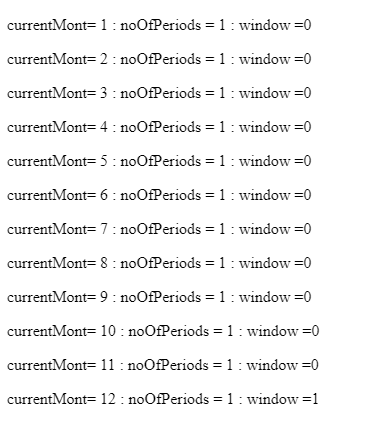 currentMont= 1 : noOfPeriods = 1 : window =0
currentMont= 2 : noOfPeriods = 1 : window =0
currentMont= 3 : noOfPeriods = 1 : window =0
currentMont= 4 : noOfPeriods = 1 : window =0
currentMont= 5 : noOfPeriods = 1 : window =0
currentMont= 6 : noOfPeriods = 1 : window =0
currentMont= 7 : noOfPeriods = 1 : window =0
currentMont= 8 : noOfPeriods = 1 : window =0
currentMont= 9 : noOfPeriods = 1 : window =0
currentMont= 10 : noOfPeriods = 1 : window =0
currentMont= 11 : noOfPeriods = 1 : window =0
currentMont= 12 : noOfPeriods = 1 : window =1